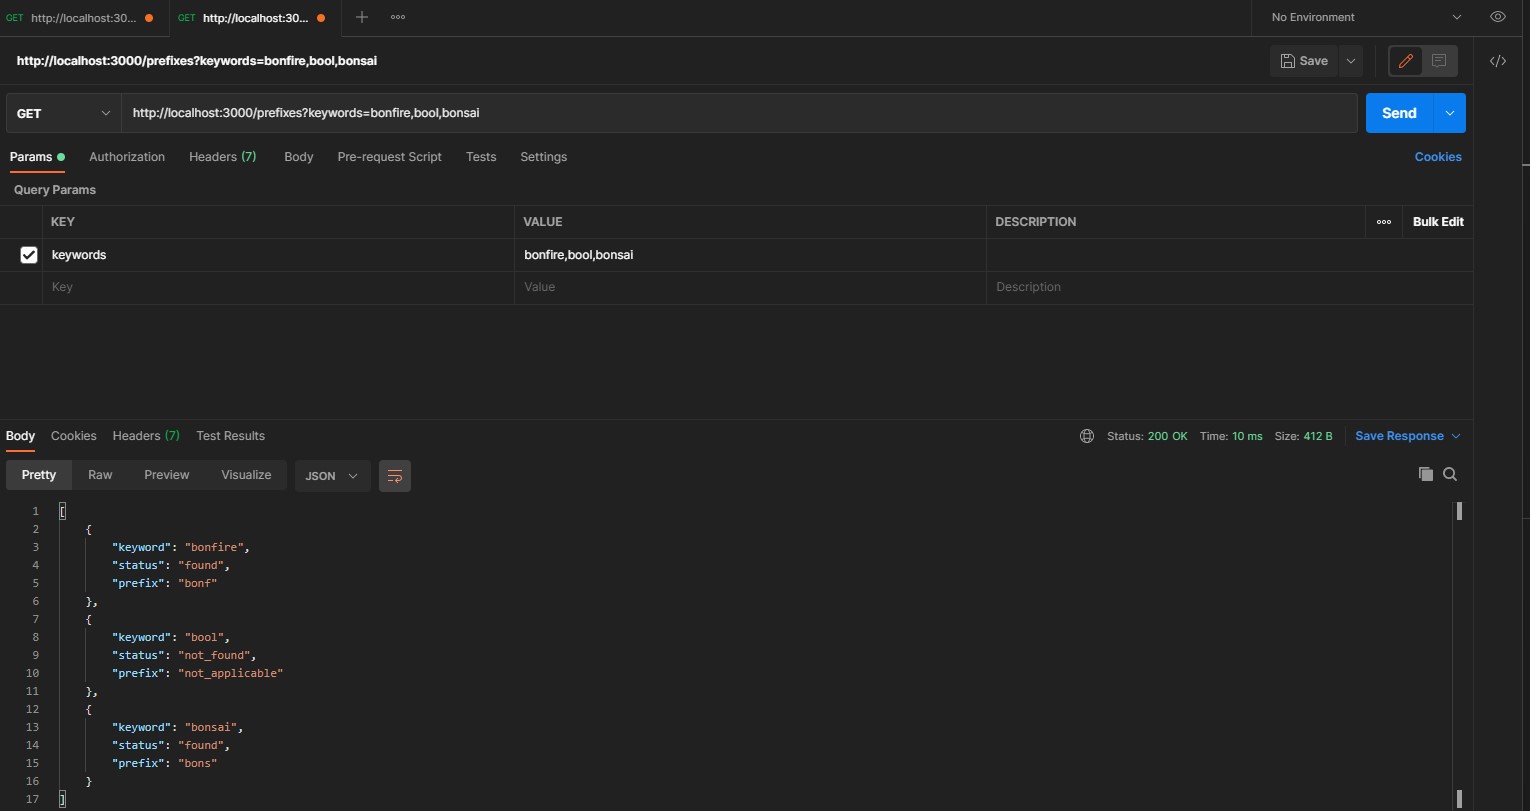 GET http://localhost:30... GET http://localhost:30... No Environment
http://localhost:3000/prefixes?keywords=bonfire,bool,bonsai Save
GET http://localhost:3000/prefixes?keywords=bonfire,bool,bonsai Send
Params Authorization Headers (7) Body Pre-request Script Tests Settings Cookies
Query Params
KEY VALUE DESCRIPTION Bulk Edit
keywords bonfire,bool,bonsai
Key Value Description
Body Cookies Headers (7) Test Results Status: 200 OK Time: 10 ms Size: 412 B Save Response
Pretty Raw Preview Visualize JSON
1 [
2 {
3 "keyword": "bonfire",
4 "status": "found",
5 "prefix": "bonf"
6 },
7 {
8 "keyword": "bool",
9 "status": "not_found",
10 "prefix": "not_applicable"
11 },
12 {
13 "keyword": "bonsai",
14 "status": "found",
15 "prefix": "bons"
16 }
17 ]